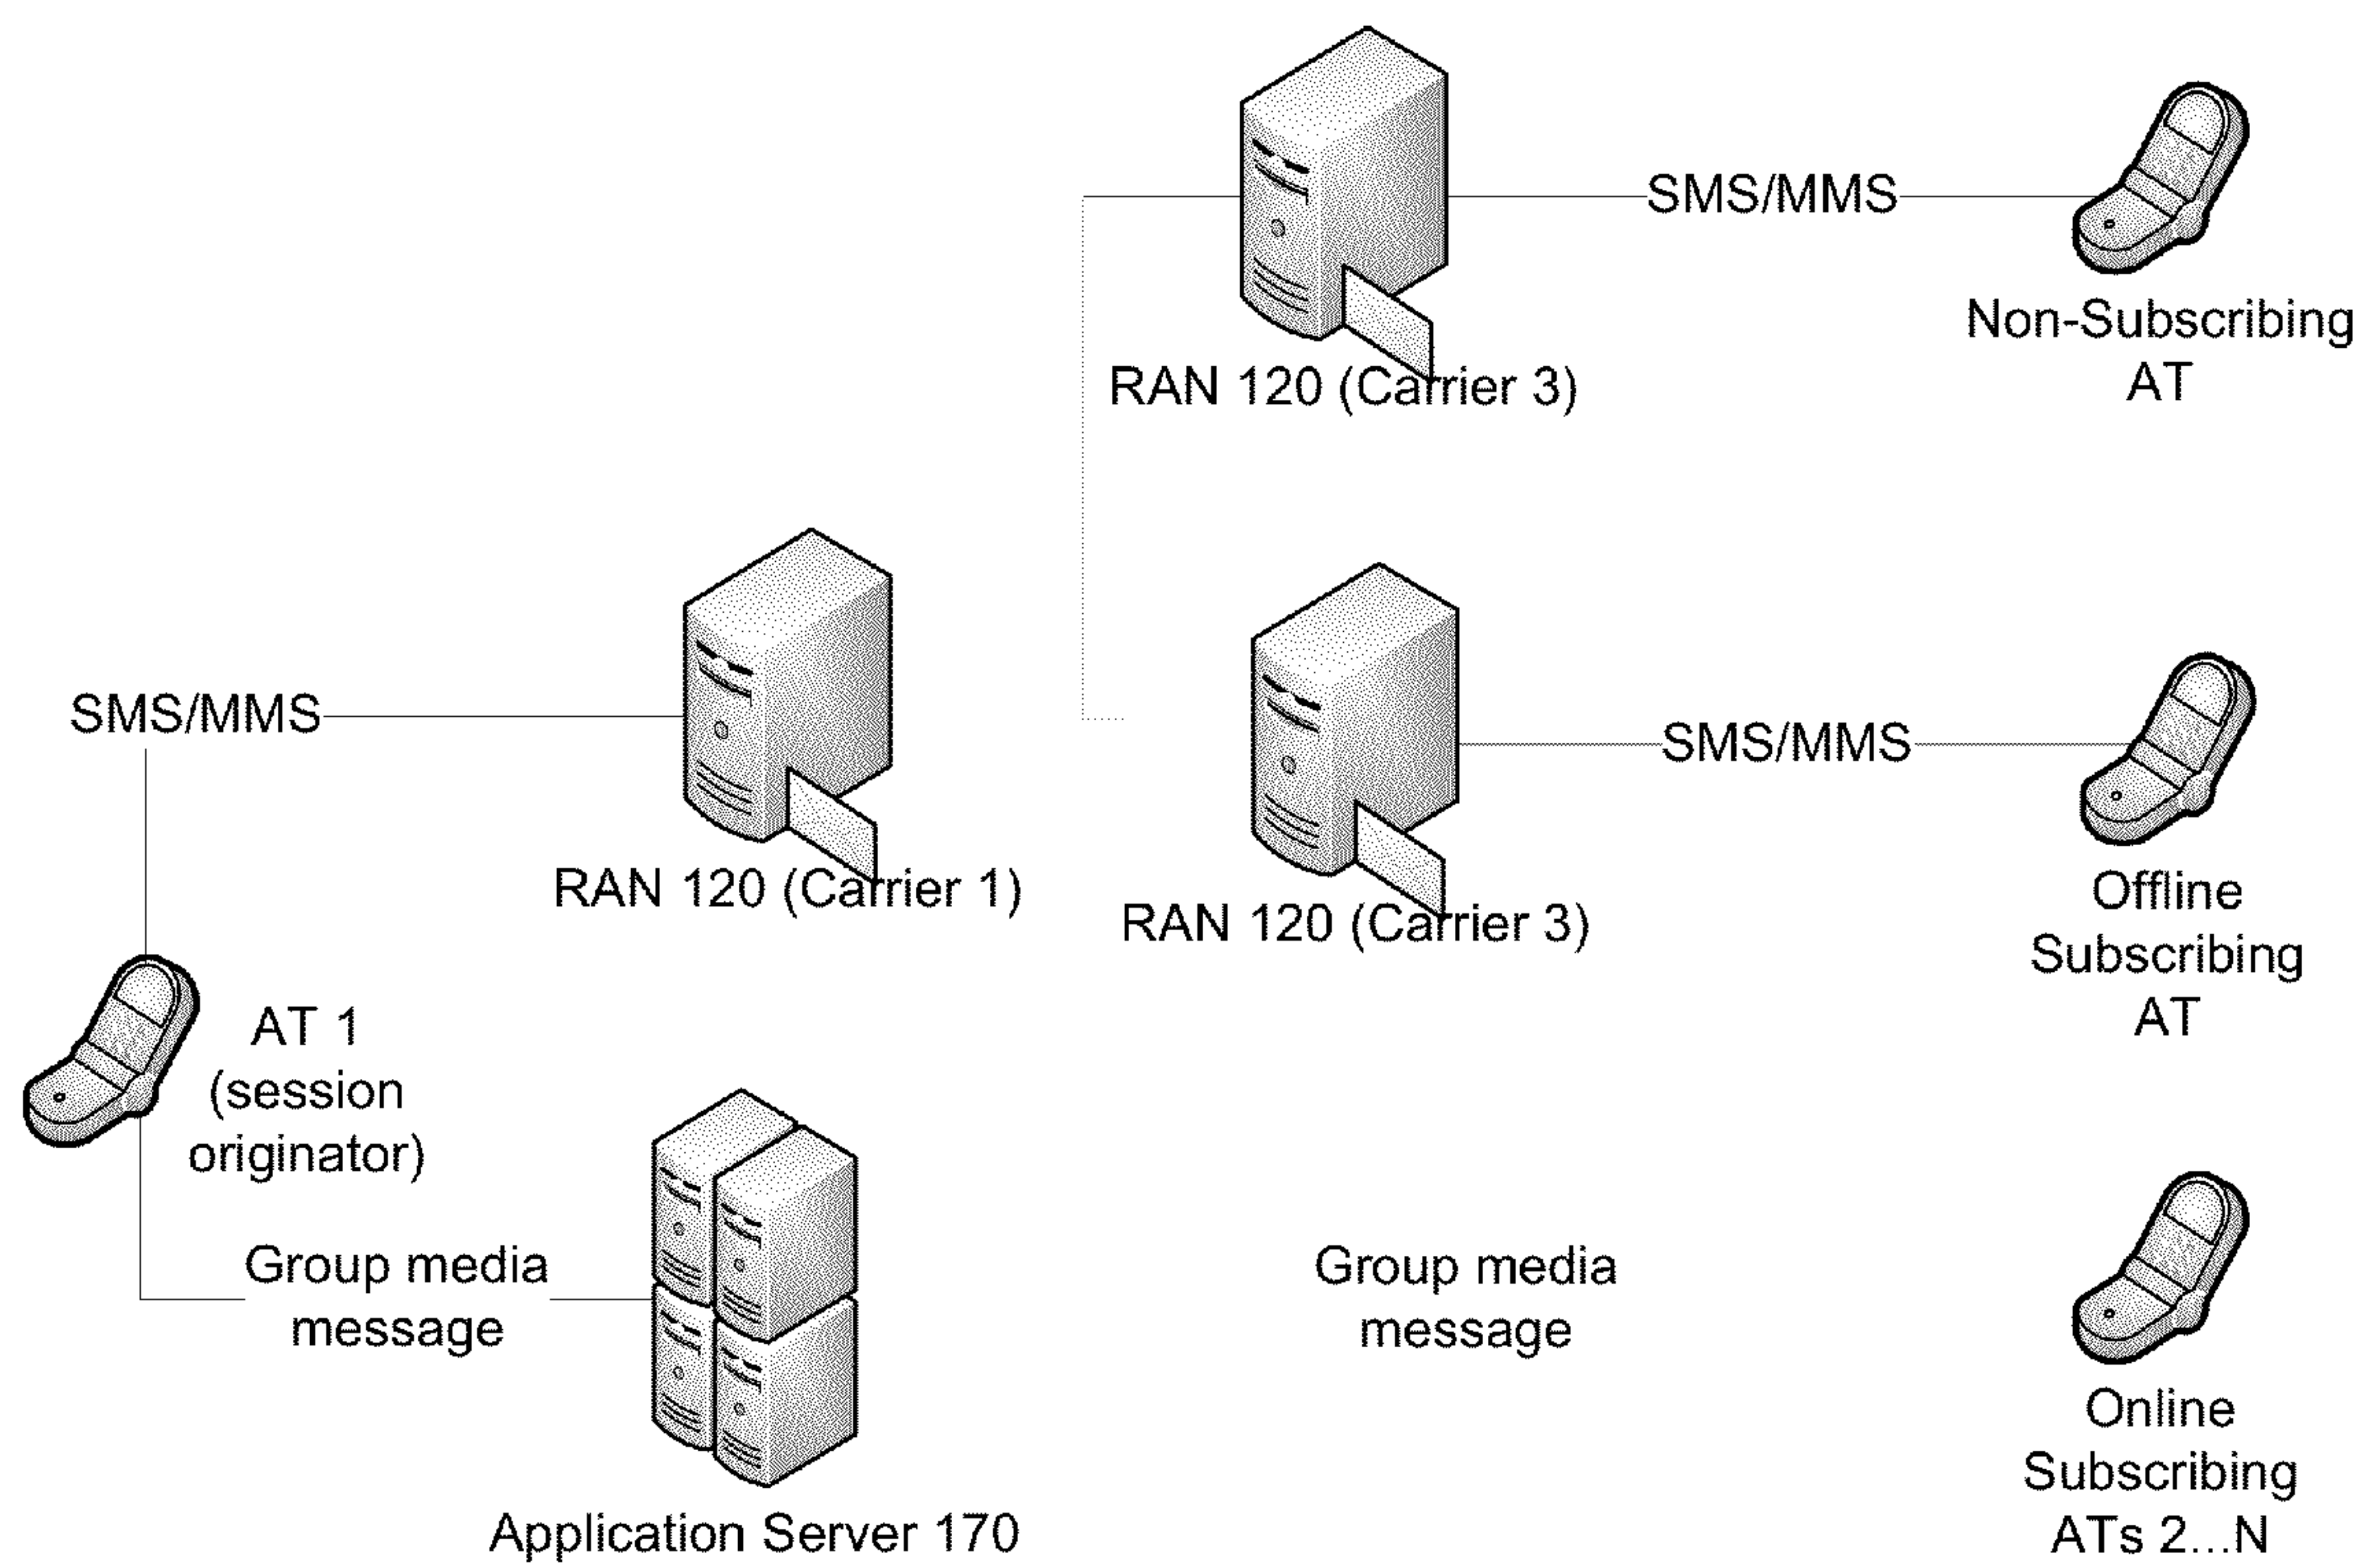 SMS/MMS
Non-Subscribing
AT
RAN 120 (Carrier 3)
SMS/MMS
RAN 120 (Carrier 1)
SMS/MMS
RAN 120 (Carrier 3)
Offline
Subscribing
AT
AT 1
(session
originator)
Group media
message
Application Server 170
Group media
message
Online
Subscribing
ATs 2...N